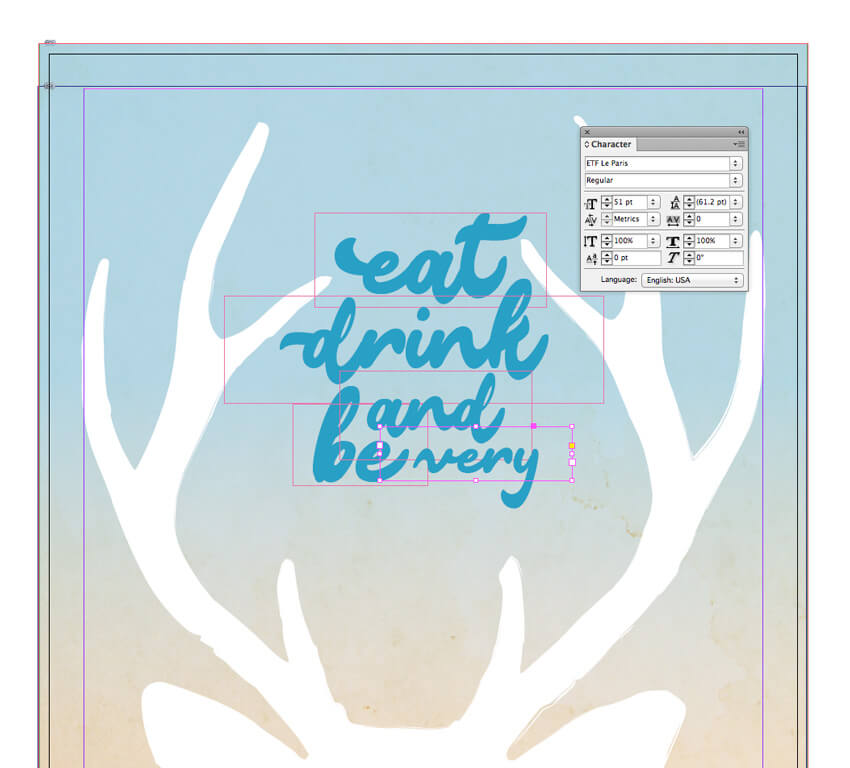 eat
drink
and
be very
Character
ETF Le Paris
Regular
51 pt (61.2 pt)
Metrics 0
100% 100%
0 pt 0°
Language: English: USA